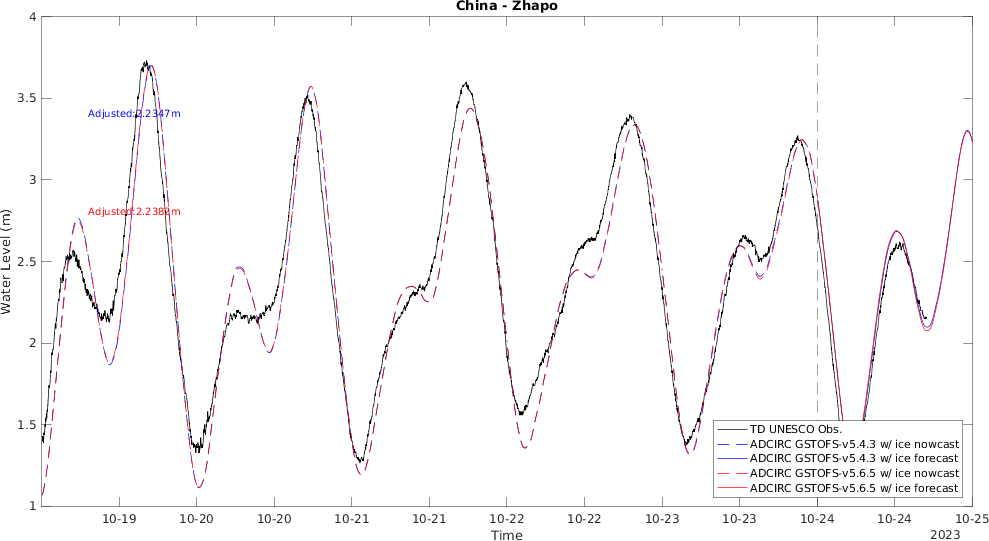 China - Zhapo
Water Level (m)
4
3.5
3
2.5
2
1.5
1
Adjusted:2.2347m
Adjusted:2.2382m
10-19
10-20
10-20
10-21
10-21
10-22
10-22
10-23
10-23
10-24
10-24
10-25
2023
Time
TD UNESCO Obs.
ADCIRC GSTOFS-v5.4.3 w/ ice nowcast
ADCIRC GSTOFS-v5.4.3 w/ ice forecast
ADCIRC GSTOFS-v5.6.5 w/ ice nowcast
ADCIRC GSTOFS-v5.6.5 w/ ice forecast